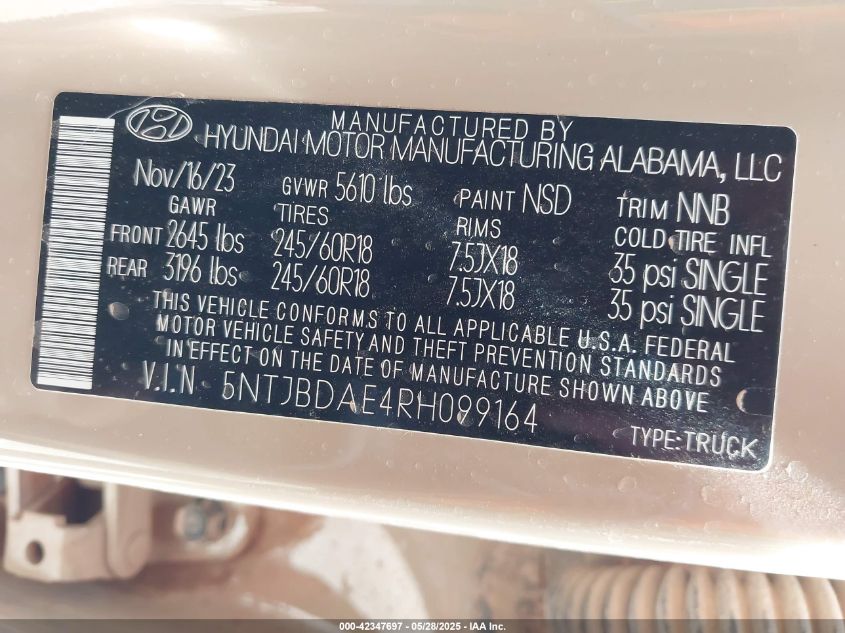 MANUFACTURED BY
HYUNDAI MOTOR MANUFACTURING ALABAMA, LLC
Nov/16/23 GVWR 5610 lbs PAINT NSD TRIM NNB
GAWR TIRES RIMS COLD TIRE INFL
FRONT 2645 lbs 245/60R18 7.5JX18 35 psi SINGLE
REAR 3196 lbs 245/60R18 7.5JX18 35 psi SINGLE
THIS VEHICLE CONFORMS TO ALL APPLICABLE U.S.A. FEDERAL
MOTOR VEHICLE SAFETY AND THEFT PREVENTION STANDARDS
IN EFFECT ON THE DATE OF MANUFACTURE SHOWN ABOVE
V.I.N 5NTJBDAE4RH099164
TYPE:TRUCK
000-42347697 - 05/28/2025 - IAA Inc.